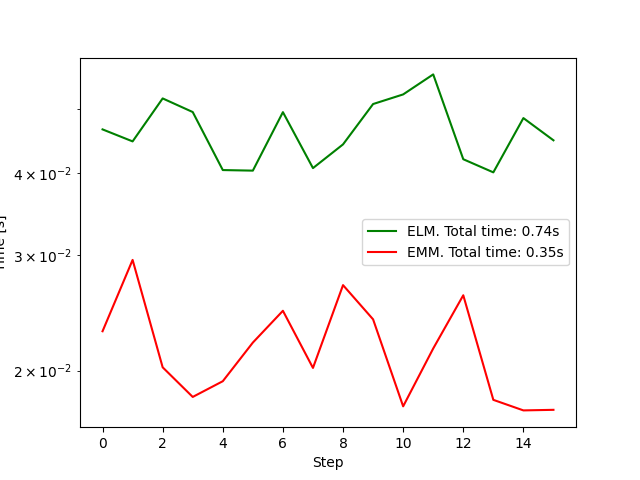 4 × 10⁻²
3 × 10⁻²
2 × 10⁻²
Time [s]
ELM. Total time: 0.74s
EMM. Total time: 0.35s
0 2 4 6 8 10 12 14
Step